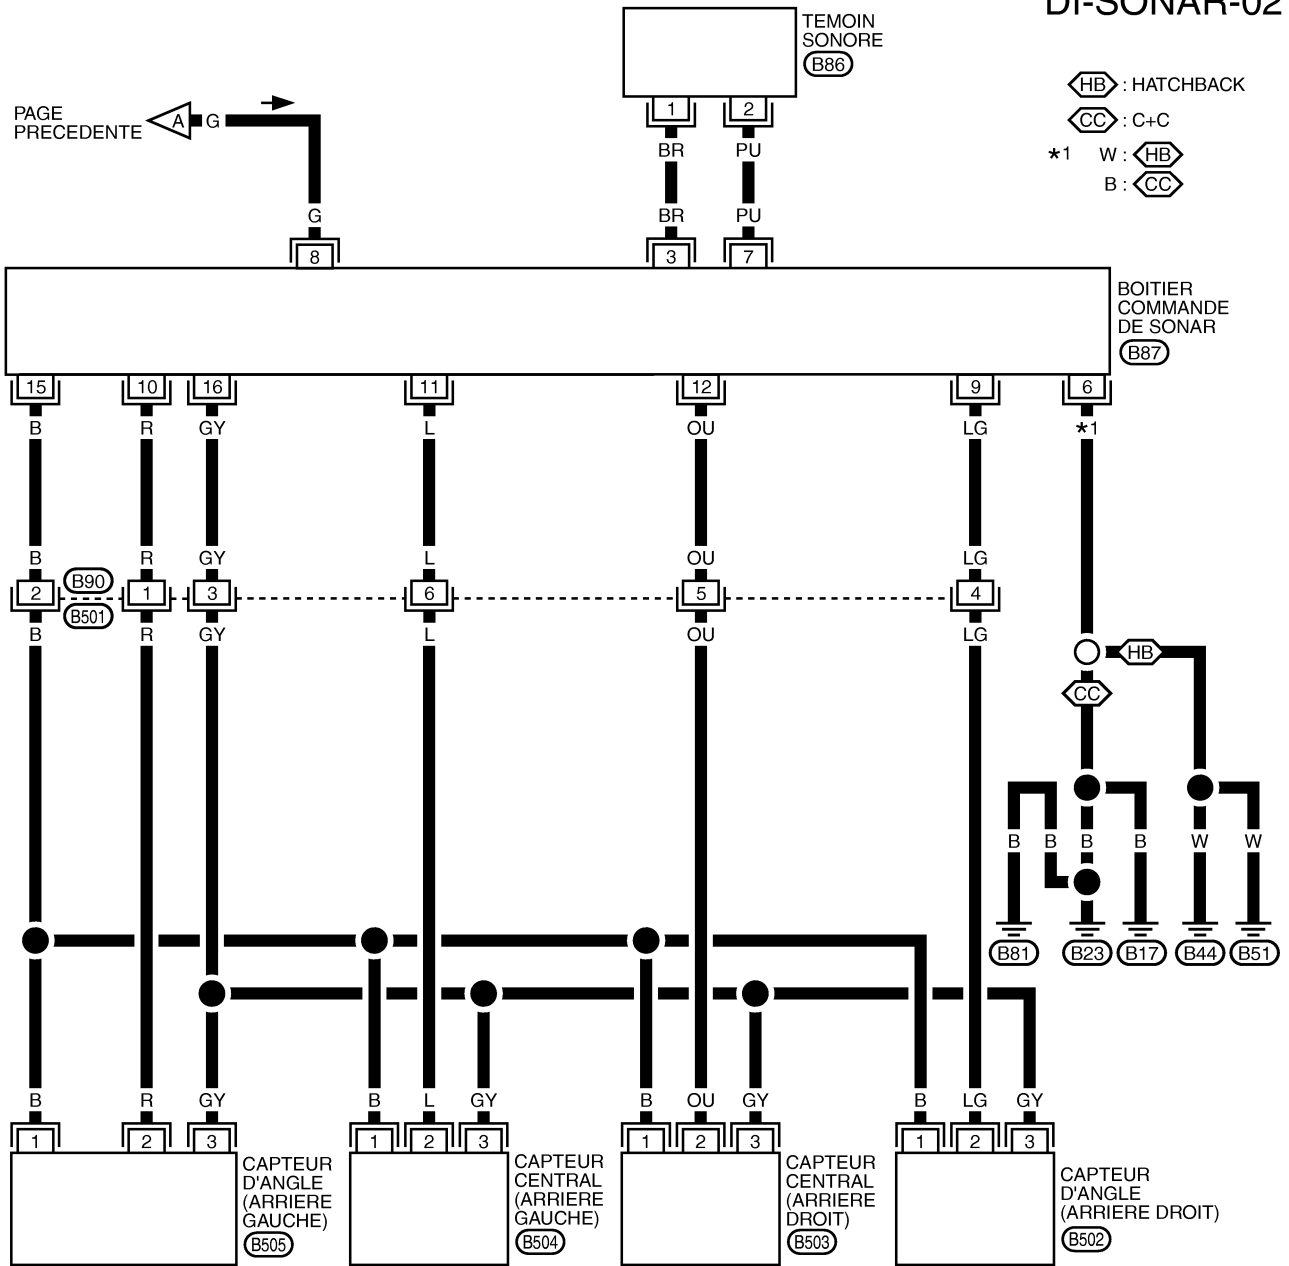 DI-SONAR-02
TEMOIN
SONORE
B86
HB : HATCHBACK
CC : C+C
*1 W : HB
B : CC
PAGE
PRECEDENTE
A G
1 2
BR PU
G BR PU
8 3 7
BOITIER
COMMANDE
DE SONAR
B87
15 10 16 11 12 9 6
B R GY L OU LG *1
B R GY L OU LG
2 B90 1 3 6 5 4
B501
B R GY L OU LG
HB
CC
B B B B W W
B81 B23 B17 B44 B51
B R GY B L GY B OU GY B LG GY
1 2 3 1 2 3 1 2 3 1 2 3
CAPTEUR
D'ANGLE
(ARRIERE
GAUCHE)
B505
CAPTEUR
CENTRAL
(ARRIERE
GAUCHE)
B504
CAPTEUR
CENTRAL
(ARRIERE
DROIT)
B503
CAPTEUR
D'ANGLE
(ARRIERE DROIT)
B502